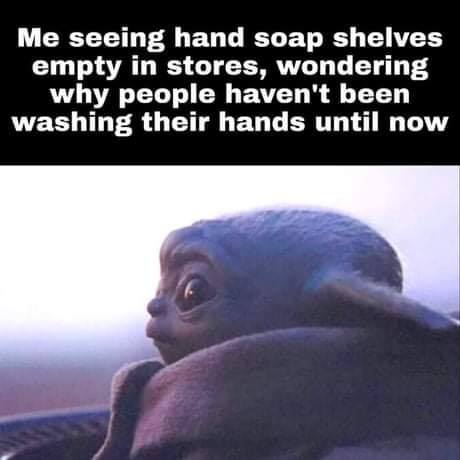 Me seeing hand soap shelves
empty in stores, wondering
why people haven't been
washing their hands until now